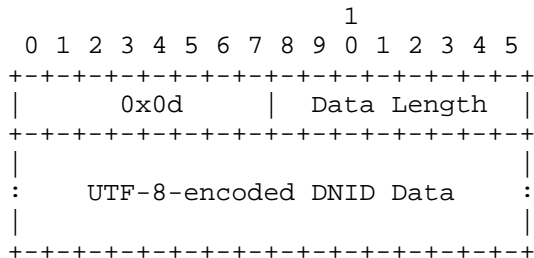 1
 0 1 2 3 4 5 6 7 8 9 0 1 2 3 4 5
+-+-+-+-+-+-+-+-+-+-+-+-+-+-+-+-+
|      0x0d     |  Data Length  |
+-+-+-+-+-+-+-+-+-+-+-+-+-+-+-+-+
|                               |
:    UTF-8-encoded DNID Data    :
|                               |
+-+-+-+-+-+-+-+-+-+-+-+-+-+-+-+-+